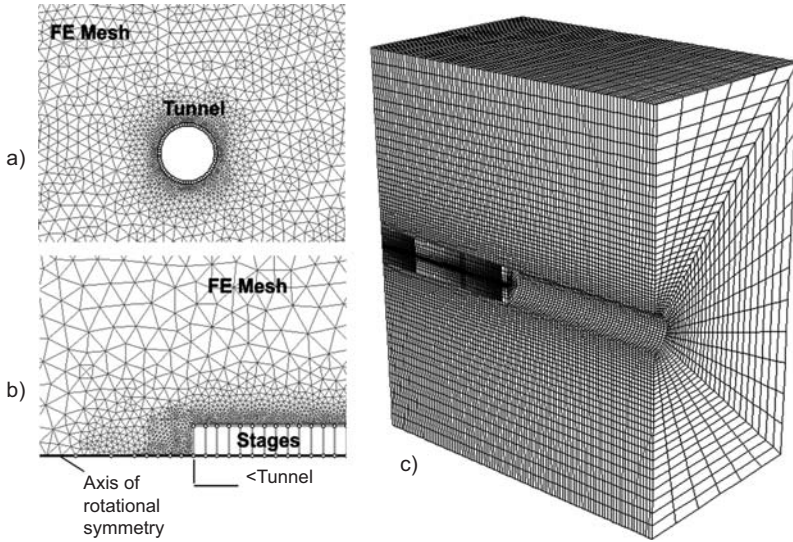 FE Mesh
Tunnel
a)
FE Mesh
b)
Stages
<Tunnel
Axis of
rotational
symmetry
c)